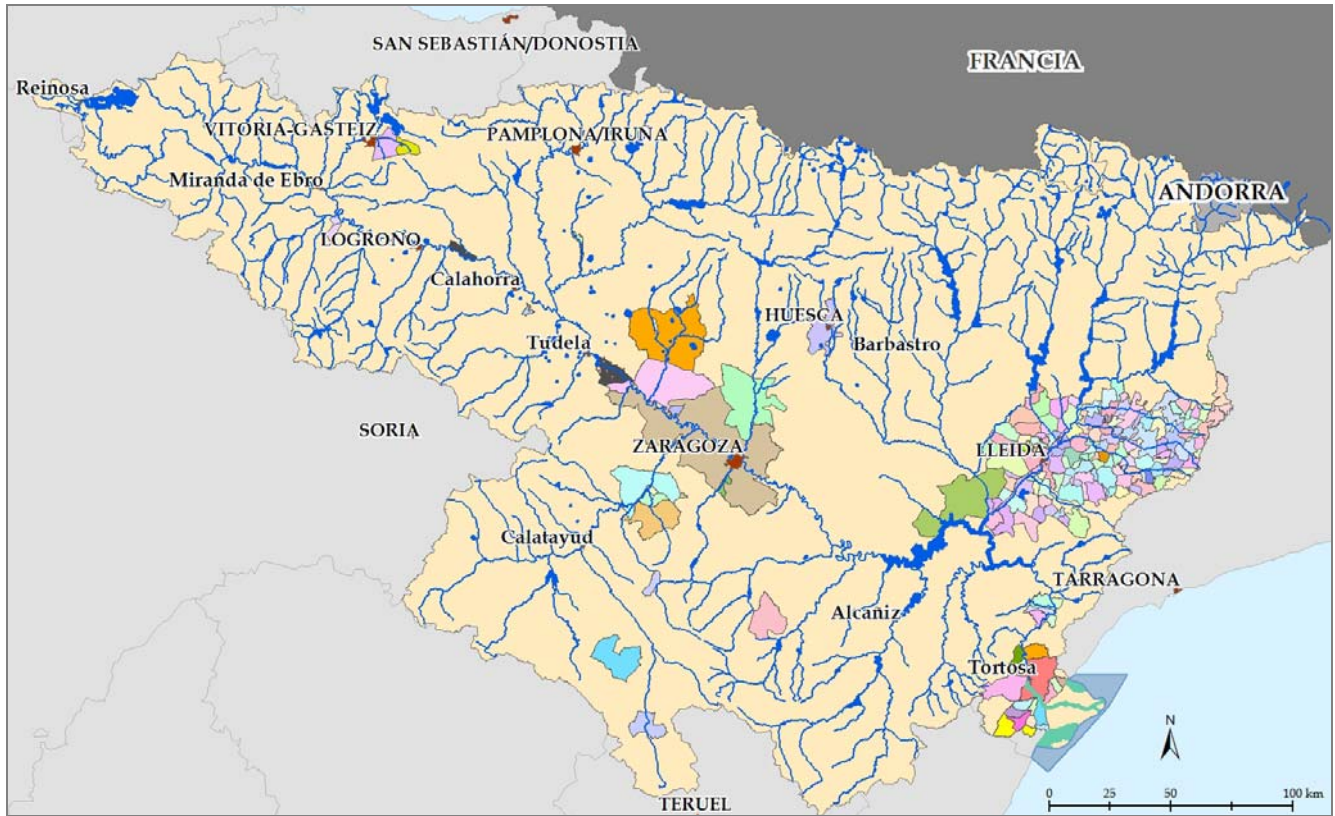 SAN SEBASTIÁN/DONOSTIA
FRANCIA
Reinosa
VITORIA-GASTEIZ
PAMPLONA/IRUNA
Miranda de Ebro
ANDORRA
LOGRONO
Calahorra
HUESCA
Tudela
Barbastro
SORIA
ZARAGOZA
LLEIDA
Calatayud
TARRAGONA
Alcañiz
Tortosa
N
TERUEL
0 25 50 100 km